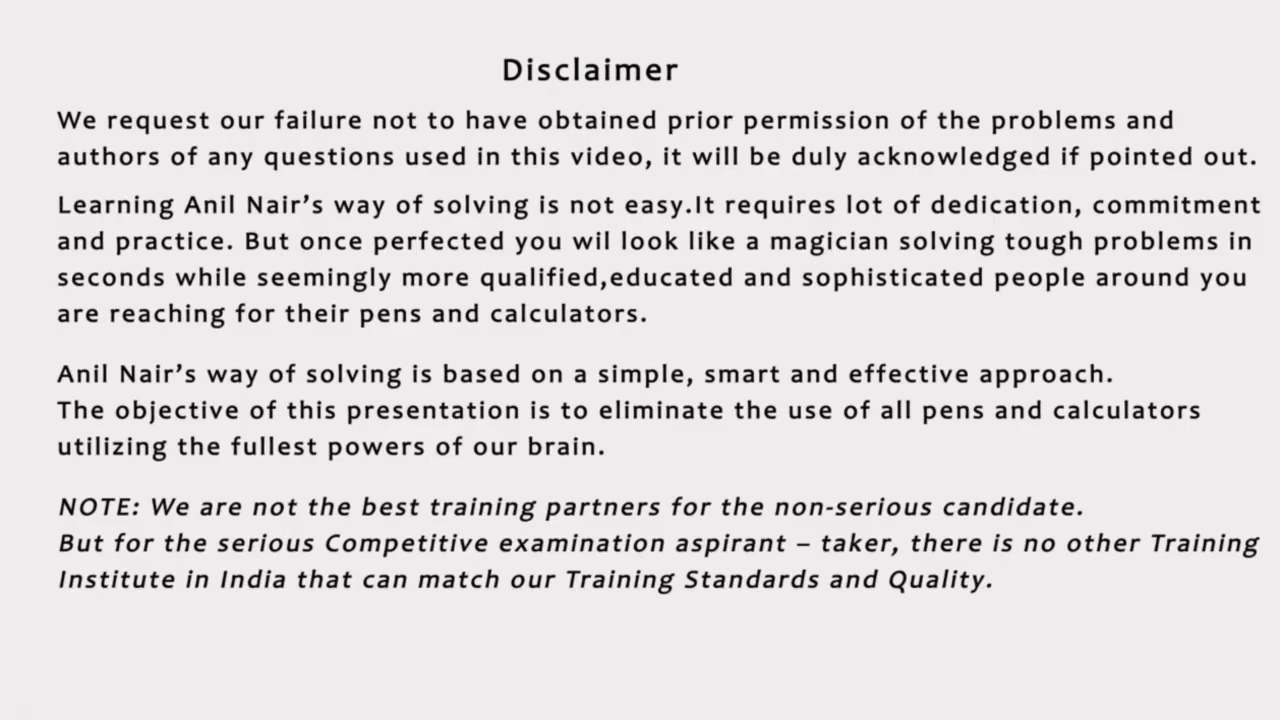 Disclaimer
We request our failure not to have obtained prior permission of the problems and
authors of any questions used in this video, it will be duly acknowledged if pointed out.
Learning Anil Nair’s way of solving is not easy.It requires lot of dedication, commitment
and practice. But once perfected you wil look like a magician solving tough problems in
seconds while seemingly more qualified,educated and sophisticated people around you
are reaching for their pens and calculators.
Anil Nair’s way of solving is based on a simple, smart and effective approach.
The objective of this presentation is to eliminate the use of all pens and calculators
utilizing the fullest powers of our brain.
NOTE: We are not the best training partners for the non-serious candidate.
But for the serious Competitive examination aspirant – taker, there is no other Training
Institute in India that can match our Training Standards and Quality.